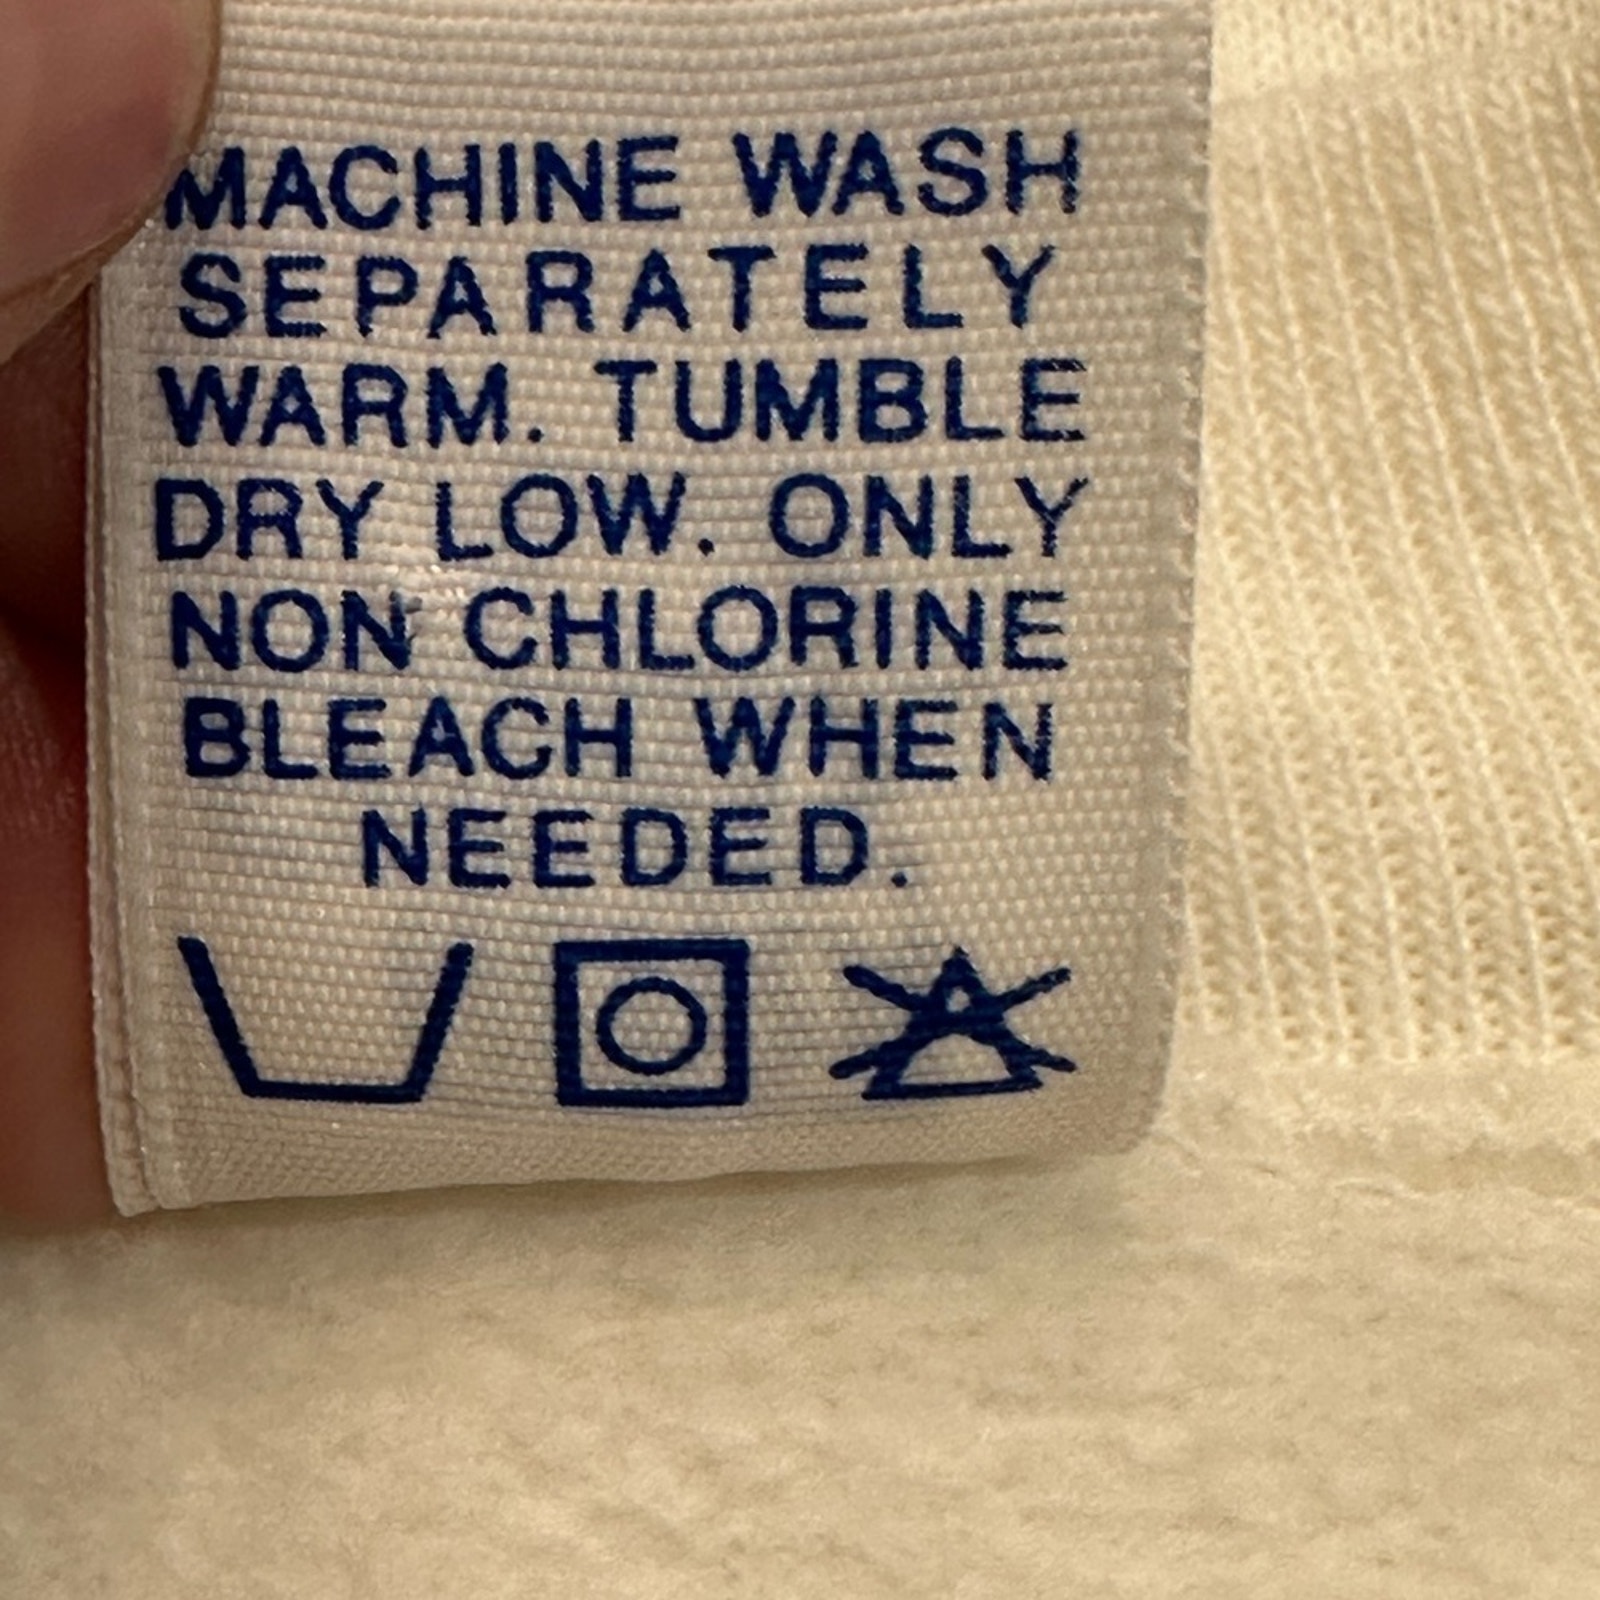 MACHINE WASH
SEPARATELY
WARM. TUMBLE
DRY LOW. ONLY
NON CHLORINE
BLEACH WHEN
NEEDED.